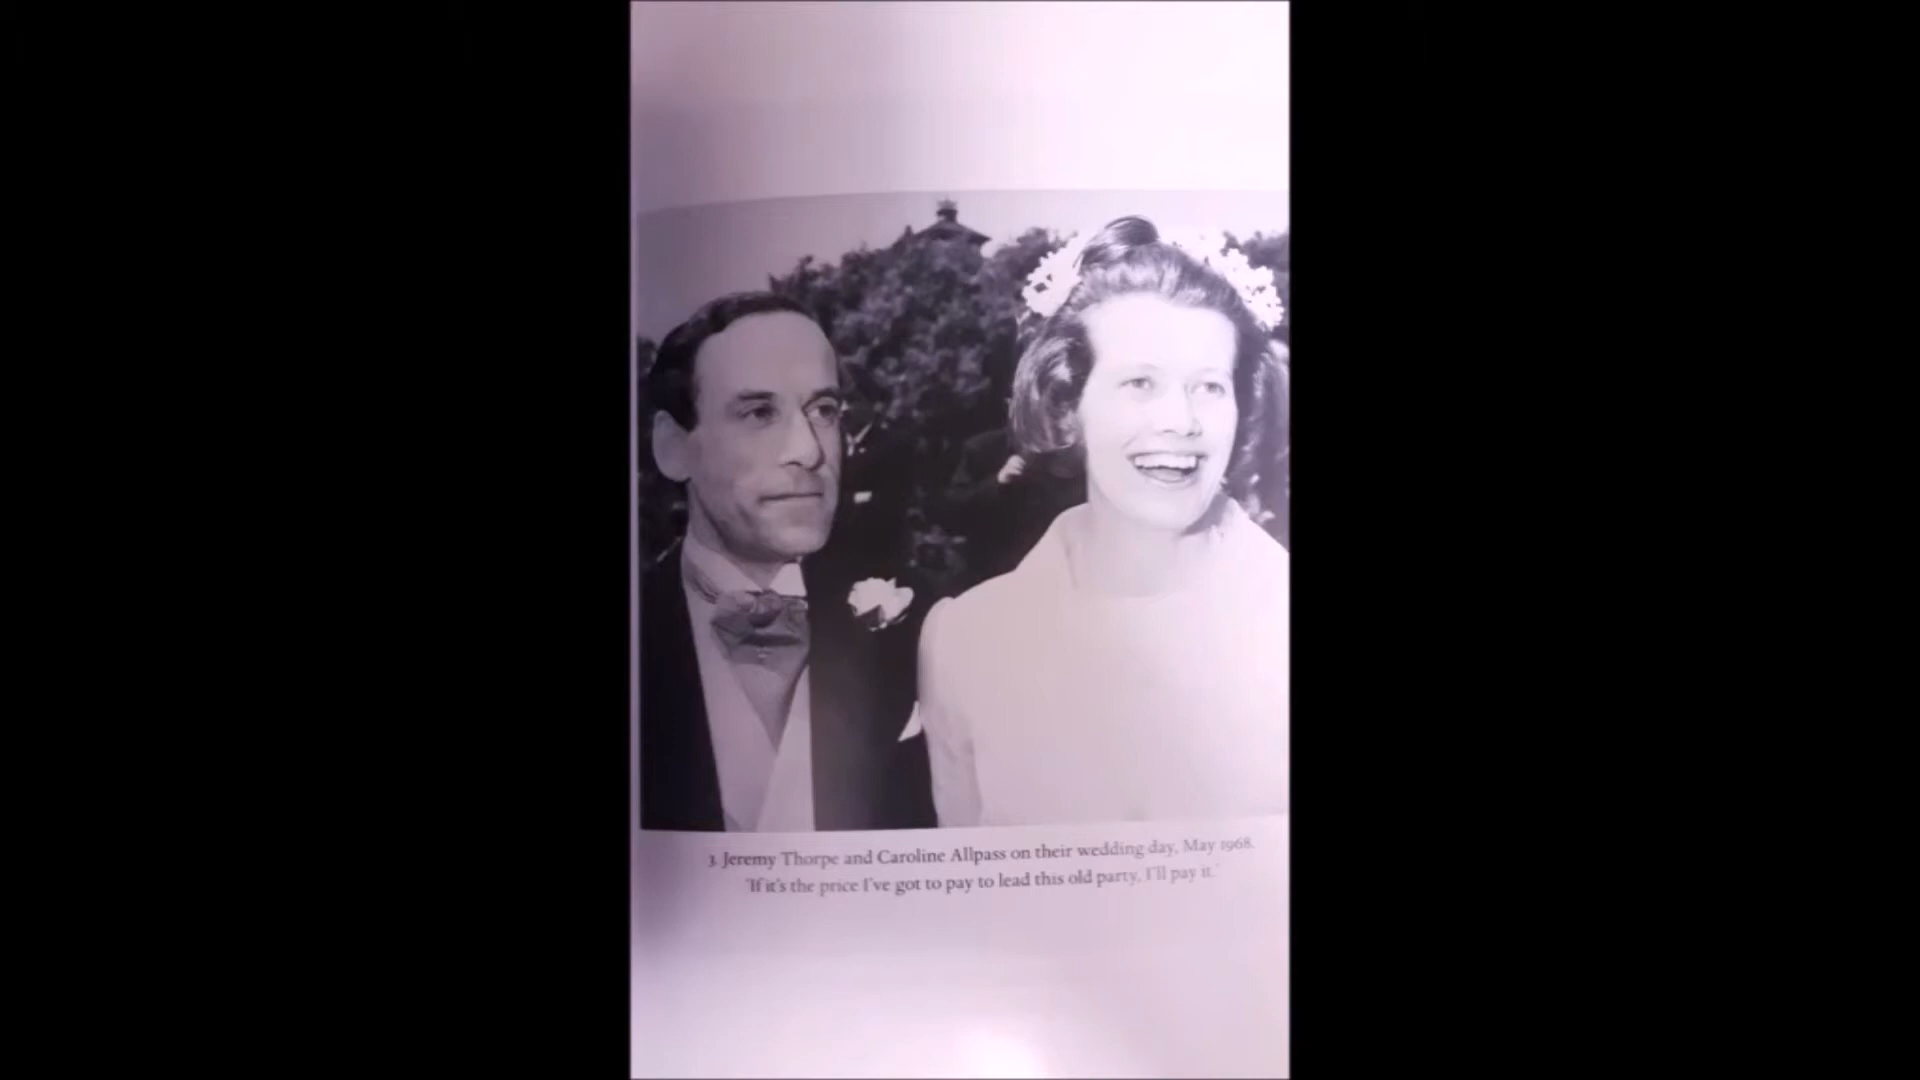 3. Jeremy Thorpe and Caroline Allpass on their wedding day, May 1968.
'If it's the price I've got to pay to lead this old party, I'll pay it.'